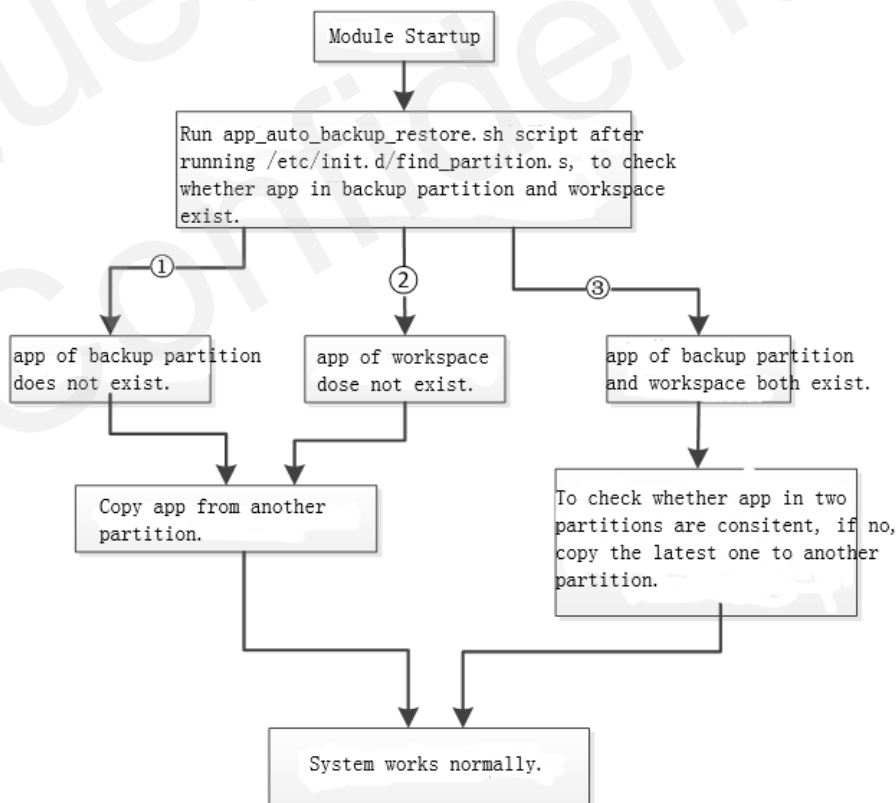 Module Startup
Run app_auto_backup_restore.sh script after
running /etc/init.d/find_partition.s, to check
whether app in backup partition and workspace
exist.
①
②
③
app of backup partition
does not exist.
app of workspace
dose not exist.
app of backup partition
and workspace both exist.
Copy app from another
partition.
To check whether app in two
partitions are consitent, if no,
copy the latest one to another
partition.
System works normally.
Confident